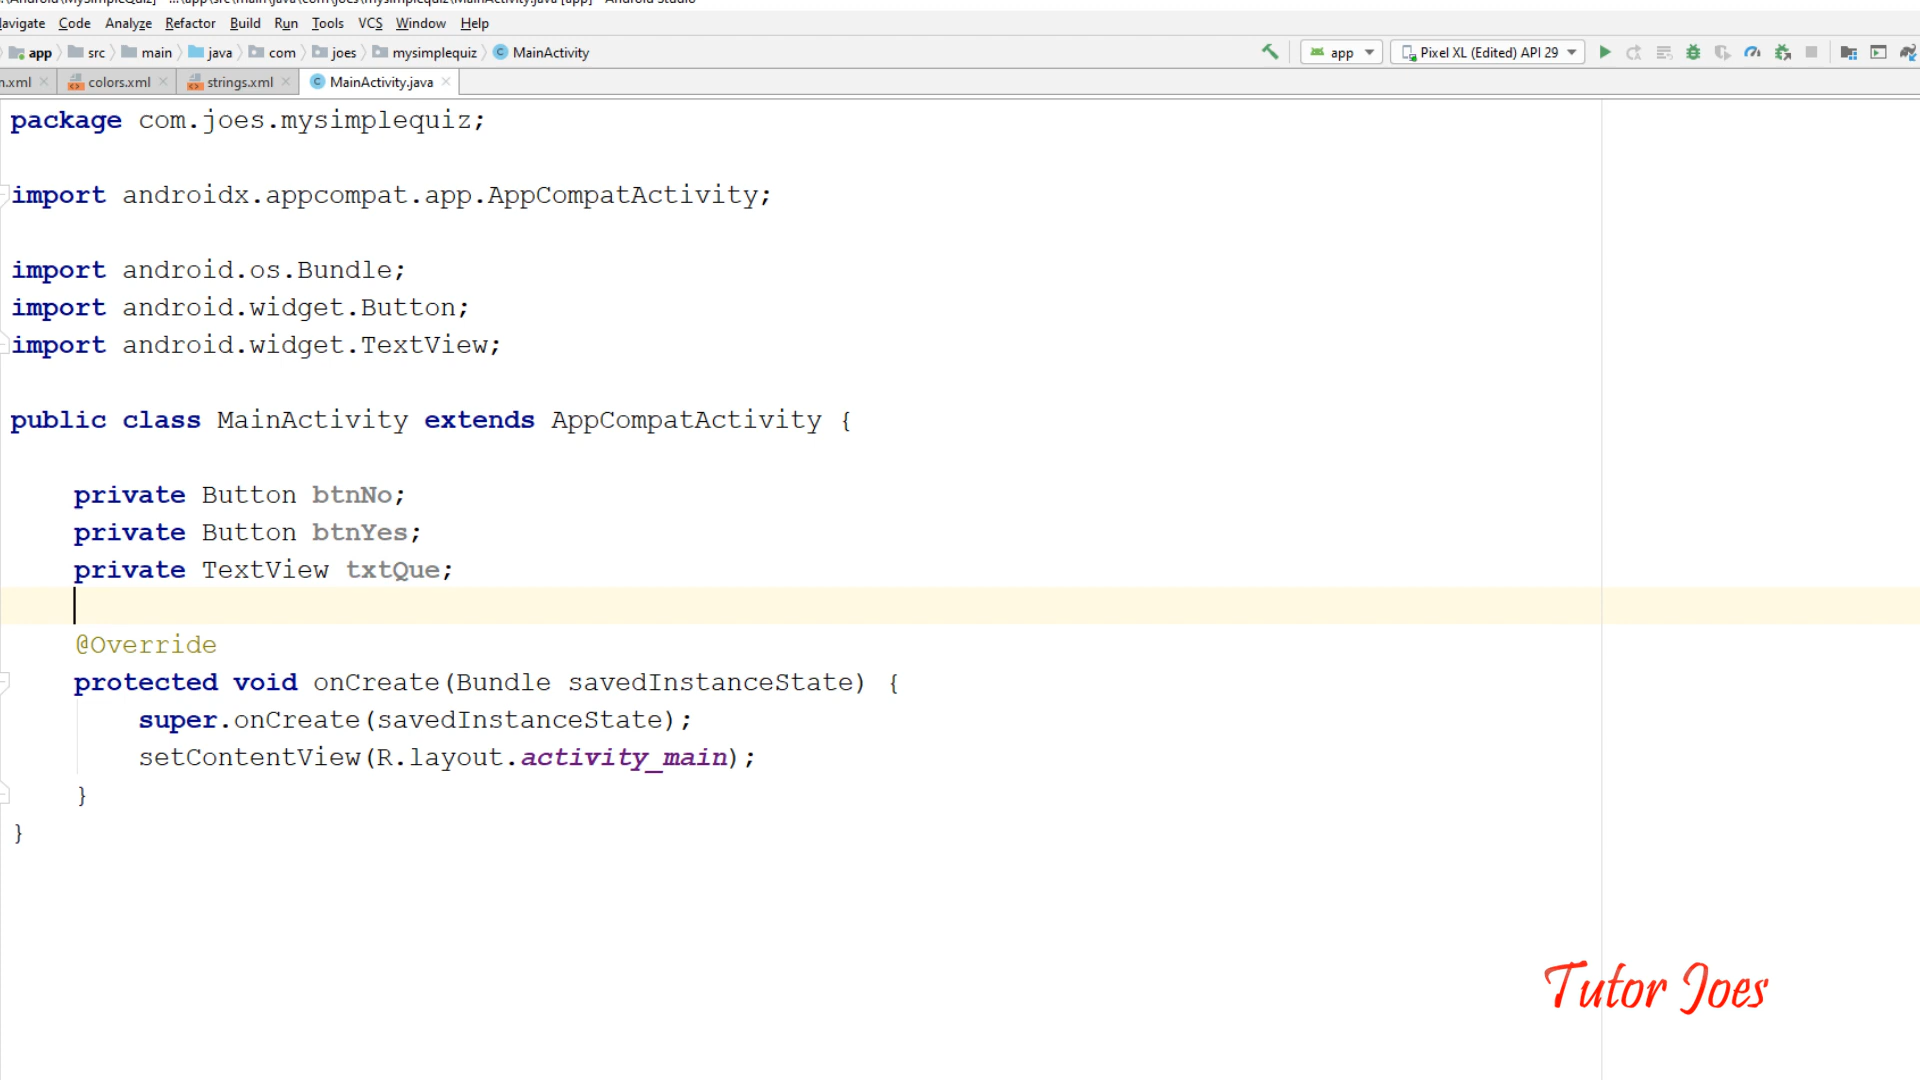 Code Analyze Refactor Build Run Tools VCS Window Help
app src main java com joes mysimplequiz MainActivity app Pixel XL (Edited) API 29
colors.xml strings.xml MainActivity.java
package com.joes.mysimplequiz;
import androidx.appcompat.app.AppCompatActivity;
import android.os.Bundle;
import android.widget.Button;
import android.widget.TextView;
public class MainActivity extends AppCompatActivity {
private Button btnNo;
private Button btnYes;
private TextView txtQue;
@Override
protected void onCreate(Bundle savedInstanceState) {
super.onCreate(savedInstanceState);
setContentView(R.layout.activity_main);
}
}
Tutor Joes